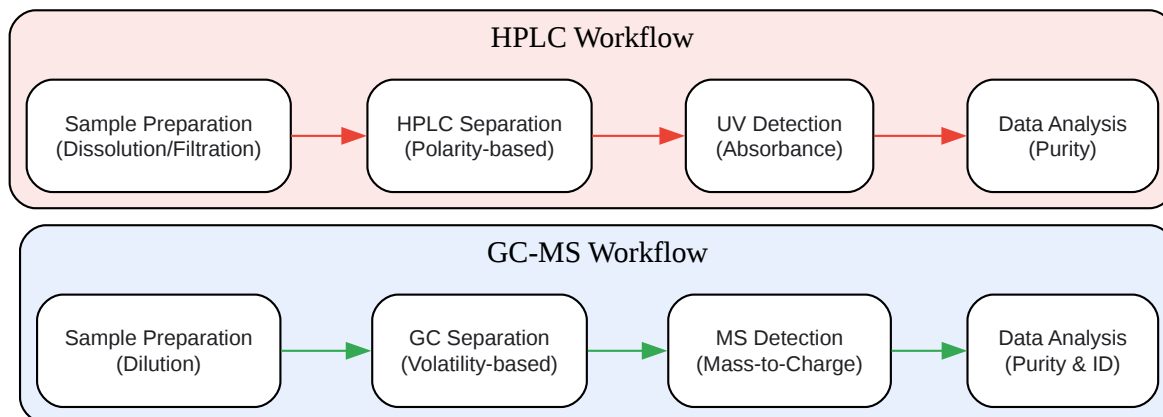 HPLC Workflow
Sample Preparation
(Dissolution/Filtration)
HPLC Separation
(Polarity-based)
UV Detection
(Absorbance)
Data Analysis
(Purity)
GC-MS Workflow
Sample Preparation
(Dilution)
GC Separation
(Volatility-based)
MS Detection
(Mass-to-Charge)
Data Analysis
(Purity & ID)